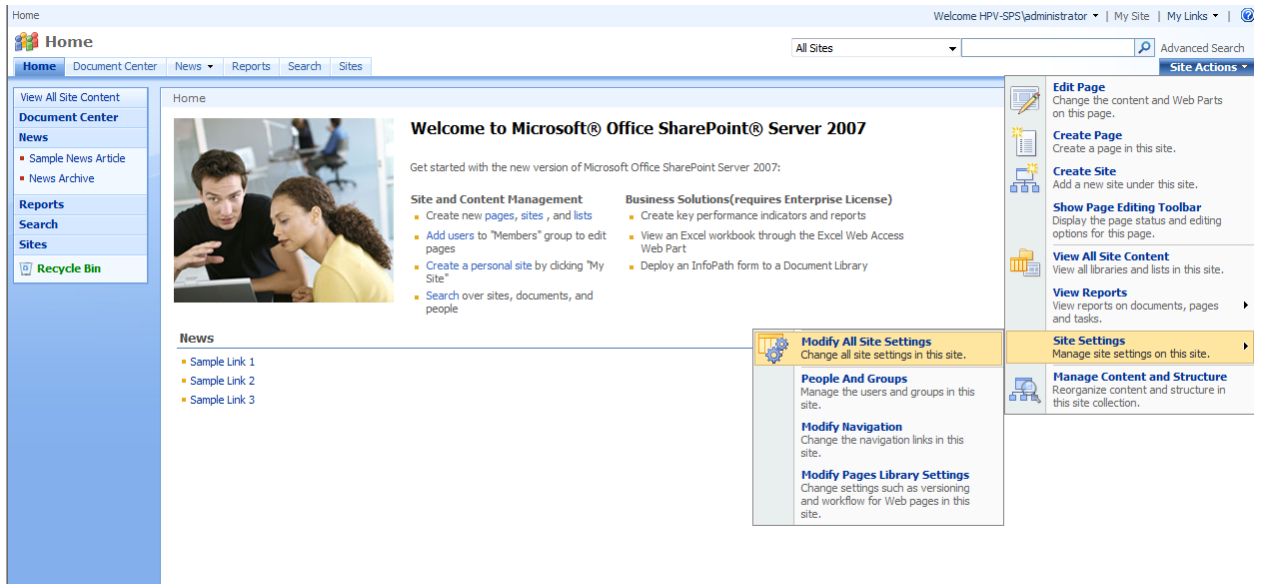 Home
Welcome HPV-SPS\administrator | My Site | My Links |
Home
All Sites
Advanced Search
Home Document Center News Reports Search Sites
Site Actions
View All Site Content
Document Center
News
Sample News Article
News Archive
Reports
Search
Sites
Recycle Bin
Home
Welcome to Microsoft® Office SharePoint® Server 2007
Get started with the new version of Microsoft Office SharePoint Server 2007:
Site and Content Management
Create new pages, sites , and lists
Add users to "Members" group to edit
pages
Create a personal site by clicking "My
Site"
Search over sites, documents, and
people
Business Solutions(requires Enterprise License)
Create key performance indicators and reports
View an Excel workbook through the Excel Web Access
Web Part
Deploy an InfoPath form to a Document Library
News
Sample Link 1
Sample Link 2
Sample Link 3
Edit Page
Change the content and Web Parts
on this page.
Create Page
Create a page in this site.
Create Site
Add a new site under this site.
Show Page Editing Toolbar
Display the page status and editing
options for this page.
View All Site Content
View all libraries and lists in this site.
View Reports
View reports on documents, pages
and tasks.
Site Settings
Manage site settings on this site.
Manage Content and Structure
Reorganize content and structure in
this site collection.
Modify All Site Settings
Change all site settings in this site.
People And Groups
Manage the users and groups in this
site.
Modify Navigation
Change the navigation links in this
site.
Modify Pages Library Settings
Change settings such as versioning
and workflow for Web pages in this
site.